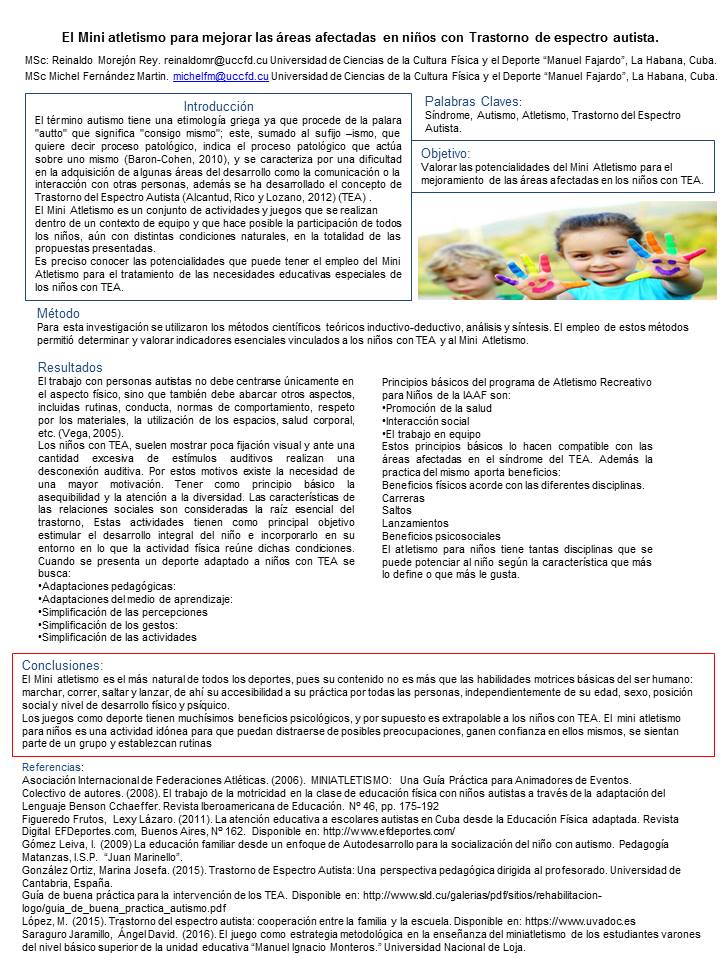 El Mini atletismo para mejorar las áreas afectadas en niños con Trastorno de espectro autista.
MSc: Reinaldo Morejón Rey. reinaldomr@uccfd.cu Universidad de Ciencias de la Cultura Física y el Deporte “Manuel Fajardo”, La Habana, Cuba.
MSc Michel Fernández Martin. michelfm@uccfd.cu Universidad de Ciencias de la Cultura Física y el Deporte “Manuel Fajardo”, La Habana, Cuba.
Introducción
El término autismo tiene una etimología griega ya que procede de la palara
"autto" que significa "consigo mismo"; este, sumado al sufijo –ismo, que
quiere decir proceso patológico, indica el proceso patológico que actúa
sobre uno mismo (Baron-Cohen, 2010), y se caracteriza por una dificultad
en la adquisición de algunas áreas del desarrollo como la comunicación o la
interacción con otras personas, además se ha desarrollado el concepto de
Trastorno del Espectro Autista (Alcantud, Rico y Lozano, 2012) (TEA) .
El Mini Atletismo es un conjunto de actividades y juegos que se realizan
dentro de un contexto de equipo y que hace posible la participación de todos
los niños, aún con distintas condiciones naturales, en la totalidad de las
propuestas presentadas.
Es preciso conocer las potencialidades que puede tener el empleo del Mini
Atletismo para el tratamiento de las necesidades educativas especiales de
los niños con TEA.
Palabras Claves:
Síndrome, Autismo, Atletismo, Trastorno del Espectro
Autista.
Objetivo:
Valorar las potencialidades del Mini Atletismo para el
mejoramiento de las áreas afectadas en los niños con TEA.
Método
Para esta investigación se utilizaron los métodos científicos teóricos inductivo-deductivo, análisis y síntesis. El empleo de estos métodos
permitió determinar y valorar indicadores esenciales vinculados a los niños con TEA y al Mini Atletismo.
Resultados
El trabajo con personas autistas no debe centrarse únicamente en
el aspecto físico, sino que también debe abarcar otros aspectos,
incluidas rutinas, conducta, normas de comportamiento, respeto
por los materiales, la utilización de los espacios, salud corporal,
etc. (Vega, 2005).
Los niños con TEA, suelen mostrar poca fijación visual y ante una
cantidad excesiva de estímulos auditivos realizan una
desconexión auditiva. Por estos motivos existe la necesidad de
una mayor motivación. Tener como principio básico la
asequibilidad y la atención a la diversidad. Las características de
las relaciones sociales son consideradas la raíz esencial del
trastorno, Estas actividades tienen como principal objetivo
estimular el desarrollo integral del niño e incorporarlo en su
entorno en lo que la actividad física reúne dichas condiciones.
Cuando se presenta un deporte adaptado a niños con TEA se
busca:
•Adaptaciones pedagógicas:
•Adaptaciones del medio de aprendizaje:
•Simplificación de las percepciones
•Simplificación de los gestos:
•Simplificación de las actividades
Principios básicos del programa de Atletismo Recreativo
para Niños de la IAAF son:
•Promoción de la salud
•Interacción social
•El trabajo en equipo
Estos principios básicos lo hacen compatible con las
áreas afectadas en el síndrome del TEA. Además la
practica del mismo aporta beneficios:
Beneficios físicos acorde con las diferentes disciplinas.
Carreras
Saltos
Lanzamientos
Beneficios psicosociales
El atletismo para niños tiene tantas disciplinas que se
puede potenciar al niño según la característica que más
lo define o que más le gusta.
Conclusiones:
El Mini atletismo es el más natural de todos los deportes, pues su contenido no es más que las habilidades motrices básicas del ser humano:
marchar, correr, saltar y lanzar, de ahí su accesibilidad a su práctica por todas las personas, independientemente de su edad, sexo, posición
social y nivel de desarrollo físico y psíquico.
Los juegos como deporte tienen muchísimos beneficios psicológicos, y por supuesto es extrapolable a los niños con TEA. El mini atletismo
para niños es una actividad idónea para que puedan distraerse de posibles preocupaciones, ganen confianza en ellos mismos, se sientan
parte de un grupo y establezcan rutinas
Referencias:
Asociación Internacional de Federaciones Atléticas. (2006). MINIATLETISMO: Una Guía Práctica para Animadores de Eventos.
Colectivo de autores. (2008). El trabajo de la motricidad en la clase de educación física con niños autistas a través de la adaptación del
Lenguaje Benson Cchaeffer. Revista Iberoamericana de Educación. Nº 46, pp. 175-192
Figueredo Frutos, Lexy Lázaro. (2011). La atención educativa a escolares autistas en Cuba desde la Educación Física adaptada. Revista
Digital EFDeportes.com, Buenos Aires, Nº 162. Disponible en: http://www.efdeportes.com/
Gómez Leiva, I. (2009) La educación familiar desde un enfoque de Autodesarrollo para la socialización del niño con autismo. Pedagogía
Matanzas, I.S.P. “Juan Marinello”.
González Ortiz, Marina Josefa. (2015). Trastorno de Espectro Autista: Una perspectiva pedagógica dirigida al profesorado. Universidad de
Cantabria, España.
Guía de buena práctica para la intervención de los TEA. Disponible en: http://www.sld.cu/galerias/pdf/sitios/rehabilitacion-
logo/guia_de_buena_practica_autismo.pdf
López, M. (2015). Trastorno del espectro autista: cooperación entre la familia y la escuela. Disponible en: https://www.uvadoc.es
Saraguro Jaramillo, Ángel David. (2016). El juego como estrategia metodológica en la enseñanza del miniatletismo de los estudiantes varones
del nivel básico superior de la unidad educativa “Manuel Ignacio Monteros.” Universidad Nacional de Loja.